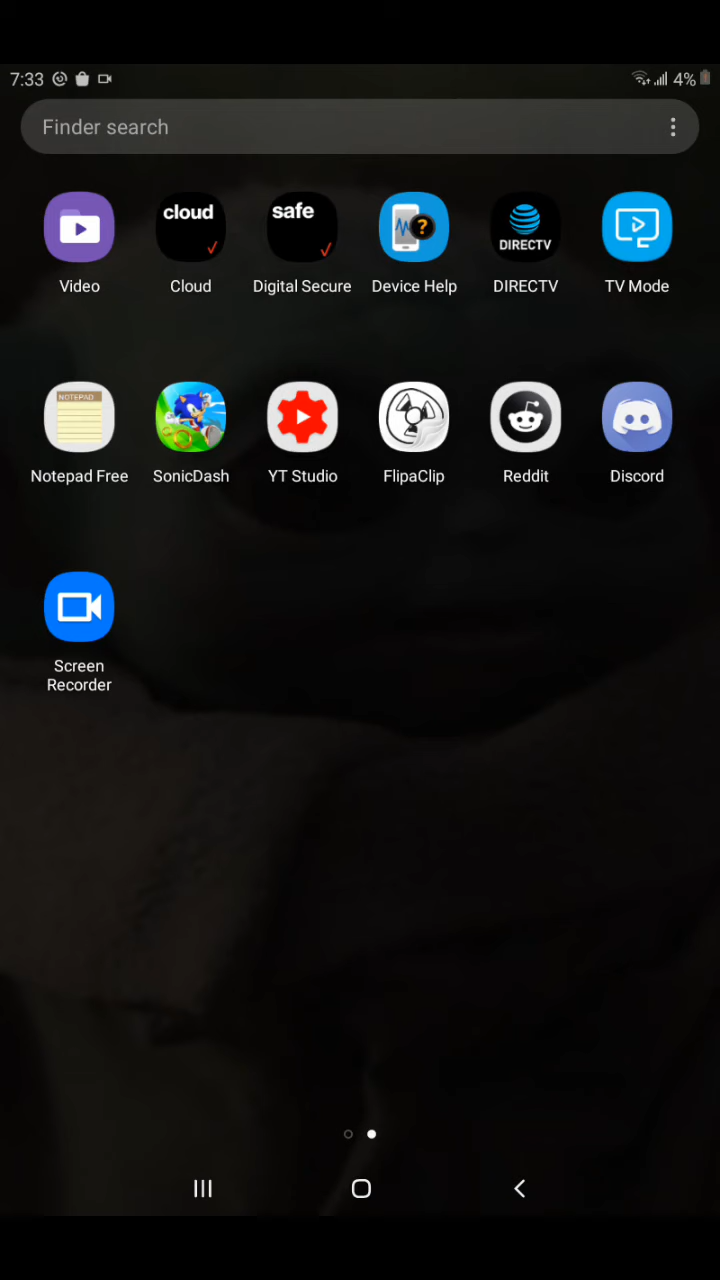 7:33 4%
Finder search
cloud safe DIRECTV
Video Cloud Digital Secure Device Help DIRECTV TV Mode
NOTEPAD
Notepad Free SonicDash YT Studio FlipaClip Reddit Discord
Screen
Recorder